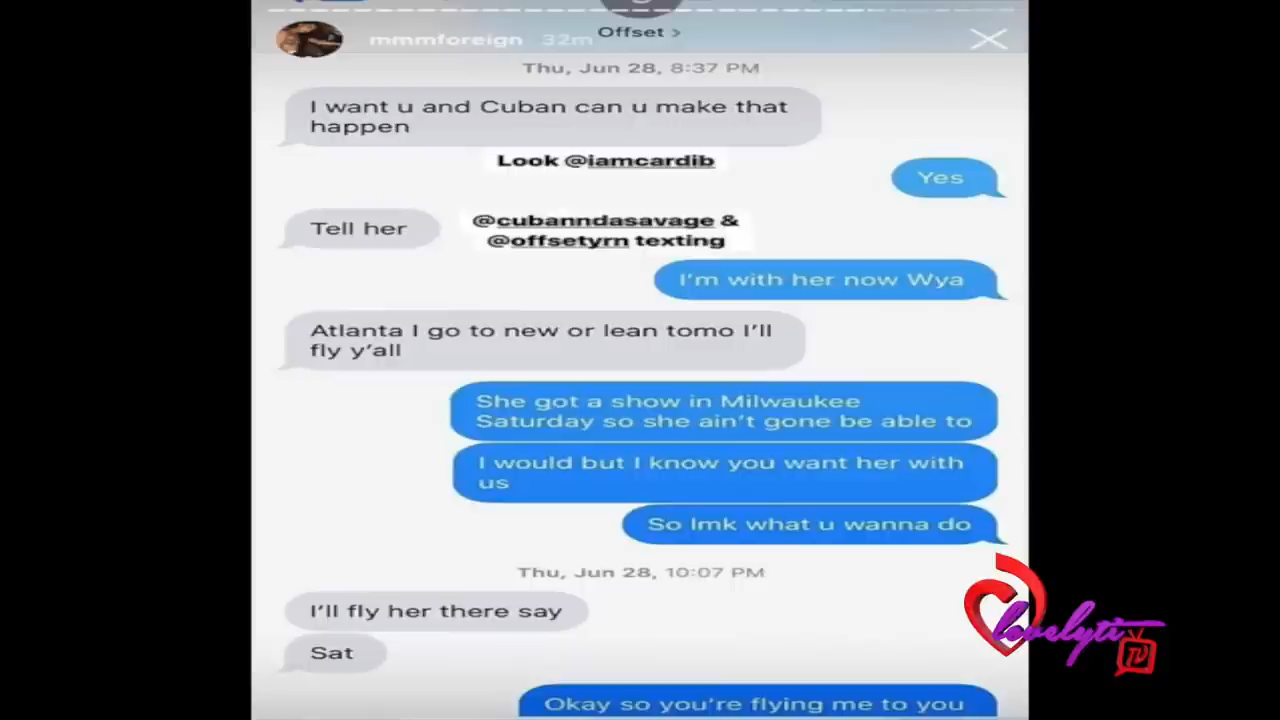 Offset >
mmmforeign 32m
Thu, Jun 28, 8:37 PM
I want u and Cuban can u make that
happen
Look @iamcardib
Yes
Tell her
@cubanndasavage &
@offsetyrn texting
I'm with her now Wya
Atlanta I go to new or lean tomo I'll
fly y'all
She got a show in Milwaukee
Saturday so she ain't gone be able to
I would but I know you want her with
us
So lmk what u wanna do
Thu, Jun 28, 10:07 PM
I'll fly her there say
Sat
Okay so you're flying me to you
lovelyti
TV